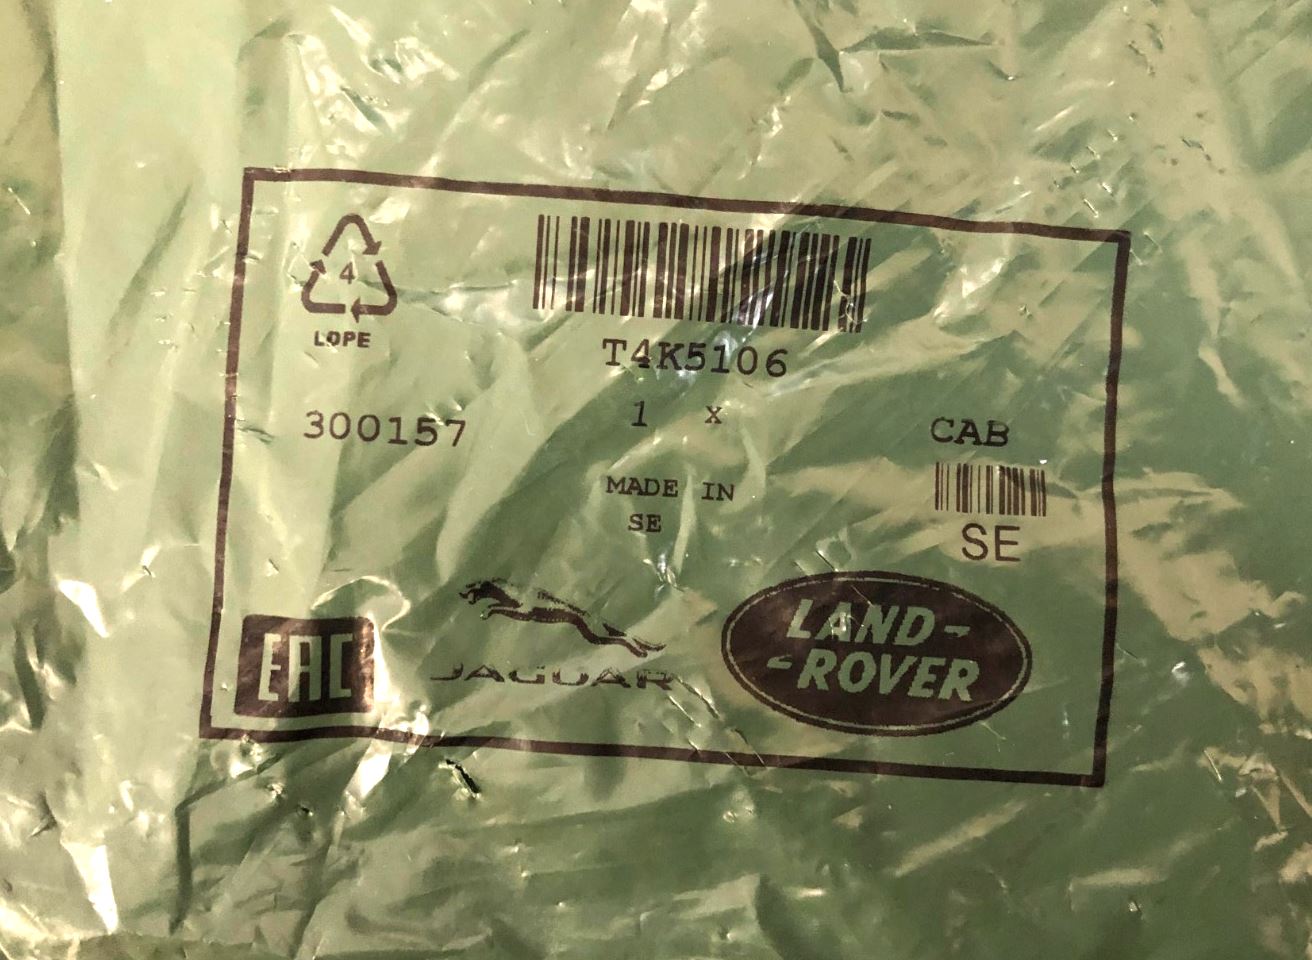 4
LDPE
T4K5106
1 x
300157
CAB
MADE IN
SE
SE
EAC
JAGUAR
LAND-
-ROVER